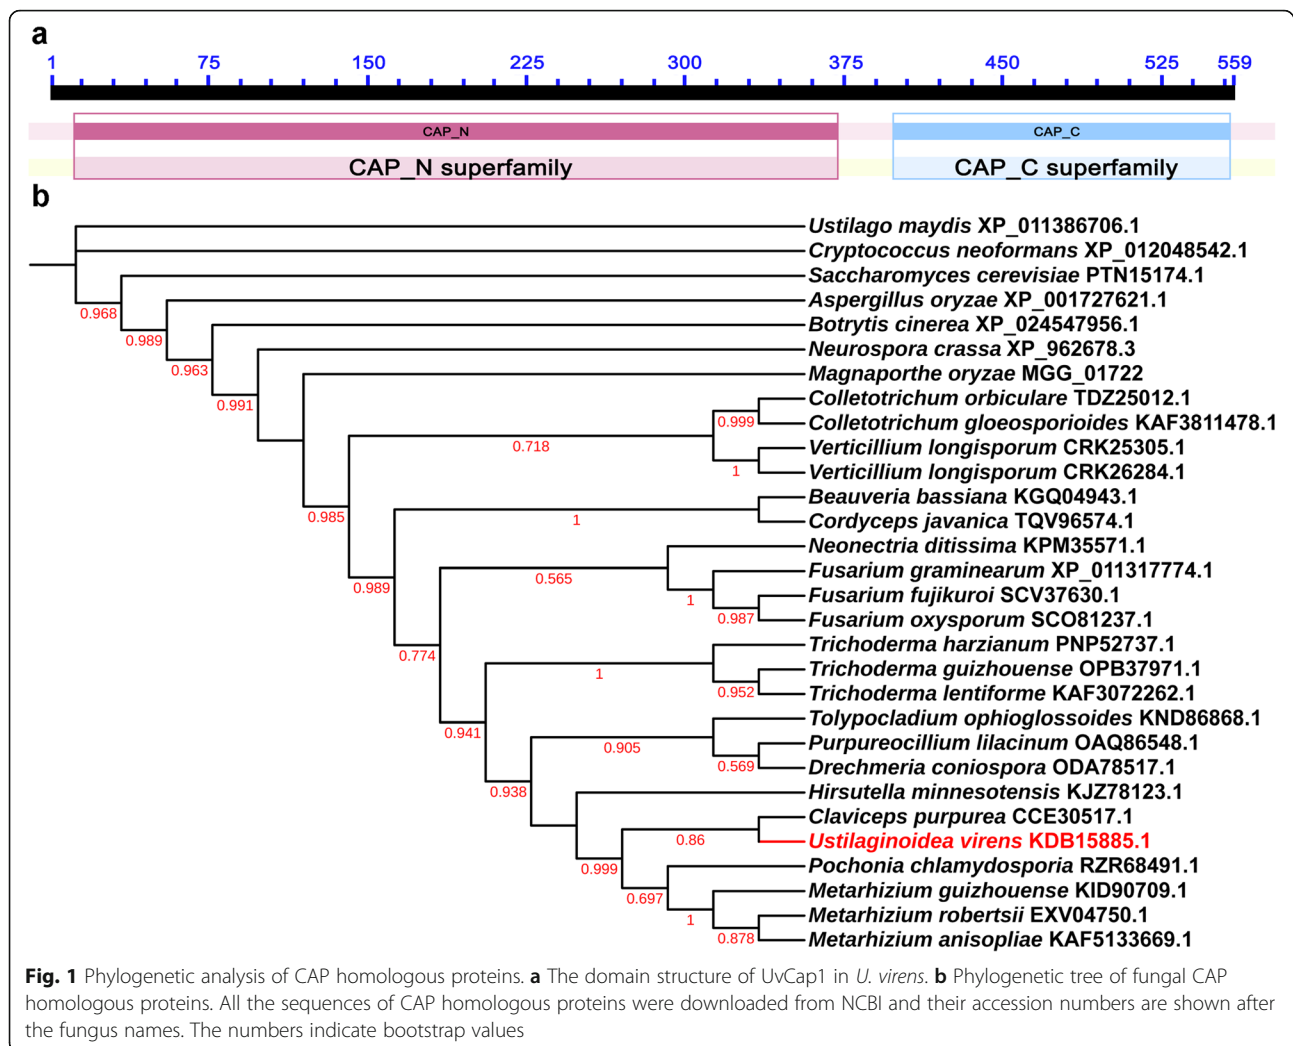 a
1 75 150 225 300 375 450 525 559
CAP_N CAP_C
CAP_N superfamily CAP_C superfamily
b
Ustilago maydis XP_011386706.1
Cryptococcus neoformans XP_012048542.1
Saccharomyces cerevisiae PTN15174.1
0.968
Aspergillus oryzae XP_001727621.1
0.989
Botrytis cinerea XP_024547956.1
0.963
Neurospora crassa XP_962678.3
Magnaporthe oryzae MGG_01722
0.991
Colletotrichum orbiculare TDZ25012.1
0.999
Colletotrichum gloeosporioides KAF3811478.1
0.718
Verticillium longisporum CRK25305.1
1
Verticillium longisporum CRK26284.1
Beauveria bassiana KGQ04943.1
0.985
1
Cordyceps javanica TQV96574.1
Neonectria ditissima KPM35571.1
0.565
Fusarium graminearum XP_011317774.1
0.989
Fusarium fujikuroi SCV37630.1
1
0.987
Fusarium oxysporum SCO81237.1
Trichoderma harzianum PNP52737.1
0.774
Trichoderma guizhouense OPB37971.1
1
0.952
Trichoderma lentiforme KAF3072262.1
Tolypocladium ophioglossoides KND86868.1
0.941
Purpureocillium lilacinum OAQ86548.1
0.905
0.569
Drechmeria coniospora ODA78517.1
0.938
Hirsutella minnesotensis KJZ78123.1
Claviceps purpurea CCE30517.1
0.86
Ustilaginoidea virens KDB15885.1
Pochonia chlamydosporia RZR68491.1
0.999
Metarhizium guizhouense KID90709.1
0.697
Metarhizium robertsii EXV04750.1
1
0.878
Metarhizium anisopliae KAF5133669.1
Fig. 1 Phylogenetic analysis of CAP homologous proteins. a The domain structure of UvCap1 in U. virens. b Phylogenetic tree of fungal CAP
homologous proteins. All the sequences of CAP homologous proteins were downloaded from NCBI and their accession numbers are shown after
the fungus names. The numbers indicate bootstrap values